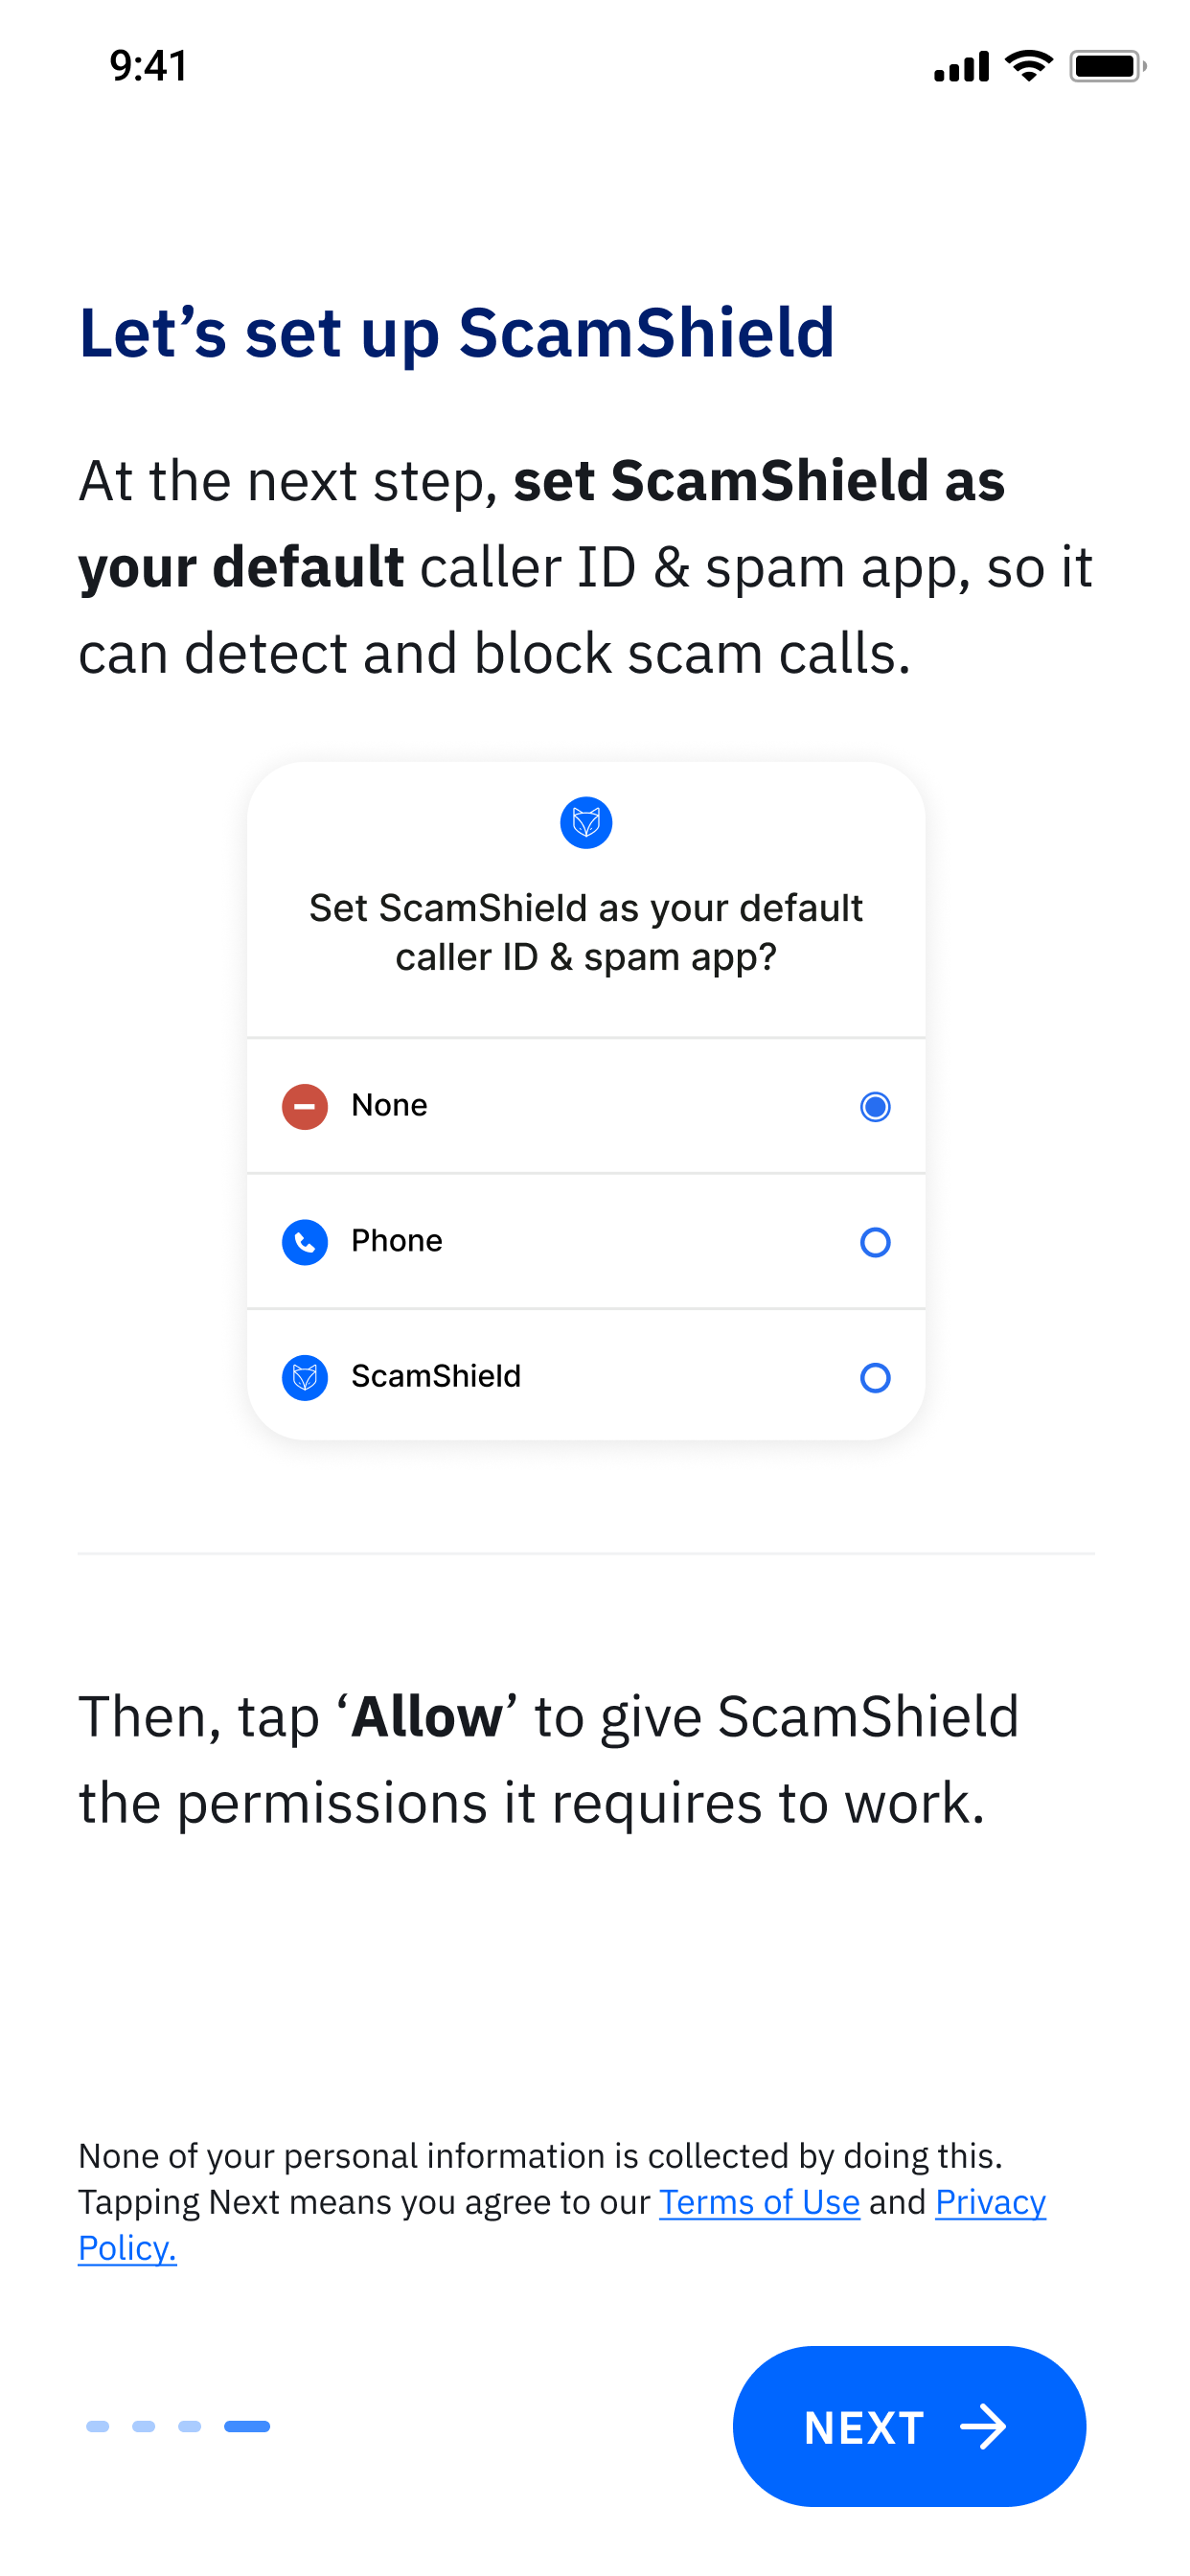 9:41
Let’s set up ScamShield
At the next step, set ScamShield as
your default caller ID & spam app, so it
can detect and block scam calls.
Set ScamShield as your default
caller ID & spam app?
None
Phone
ScamShield
Then, tap ‘Allow’ to give ScamShield
the permissions it requires to work.
None of your personal information is collected by doing this.
Tapping Next means you agree to our Terms of Use and Privacy
Policy.
NEXT